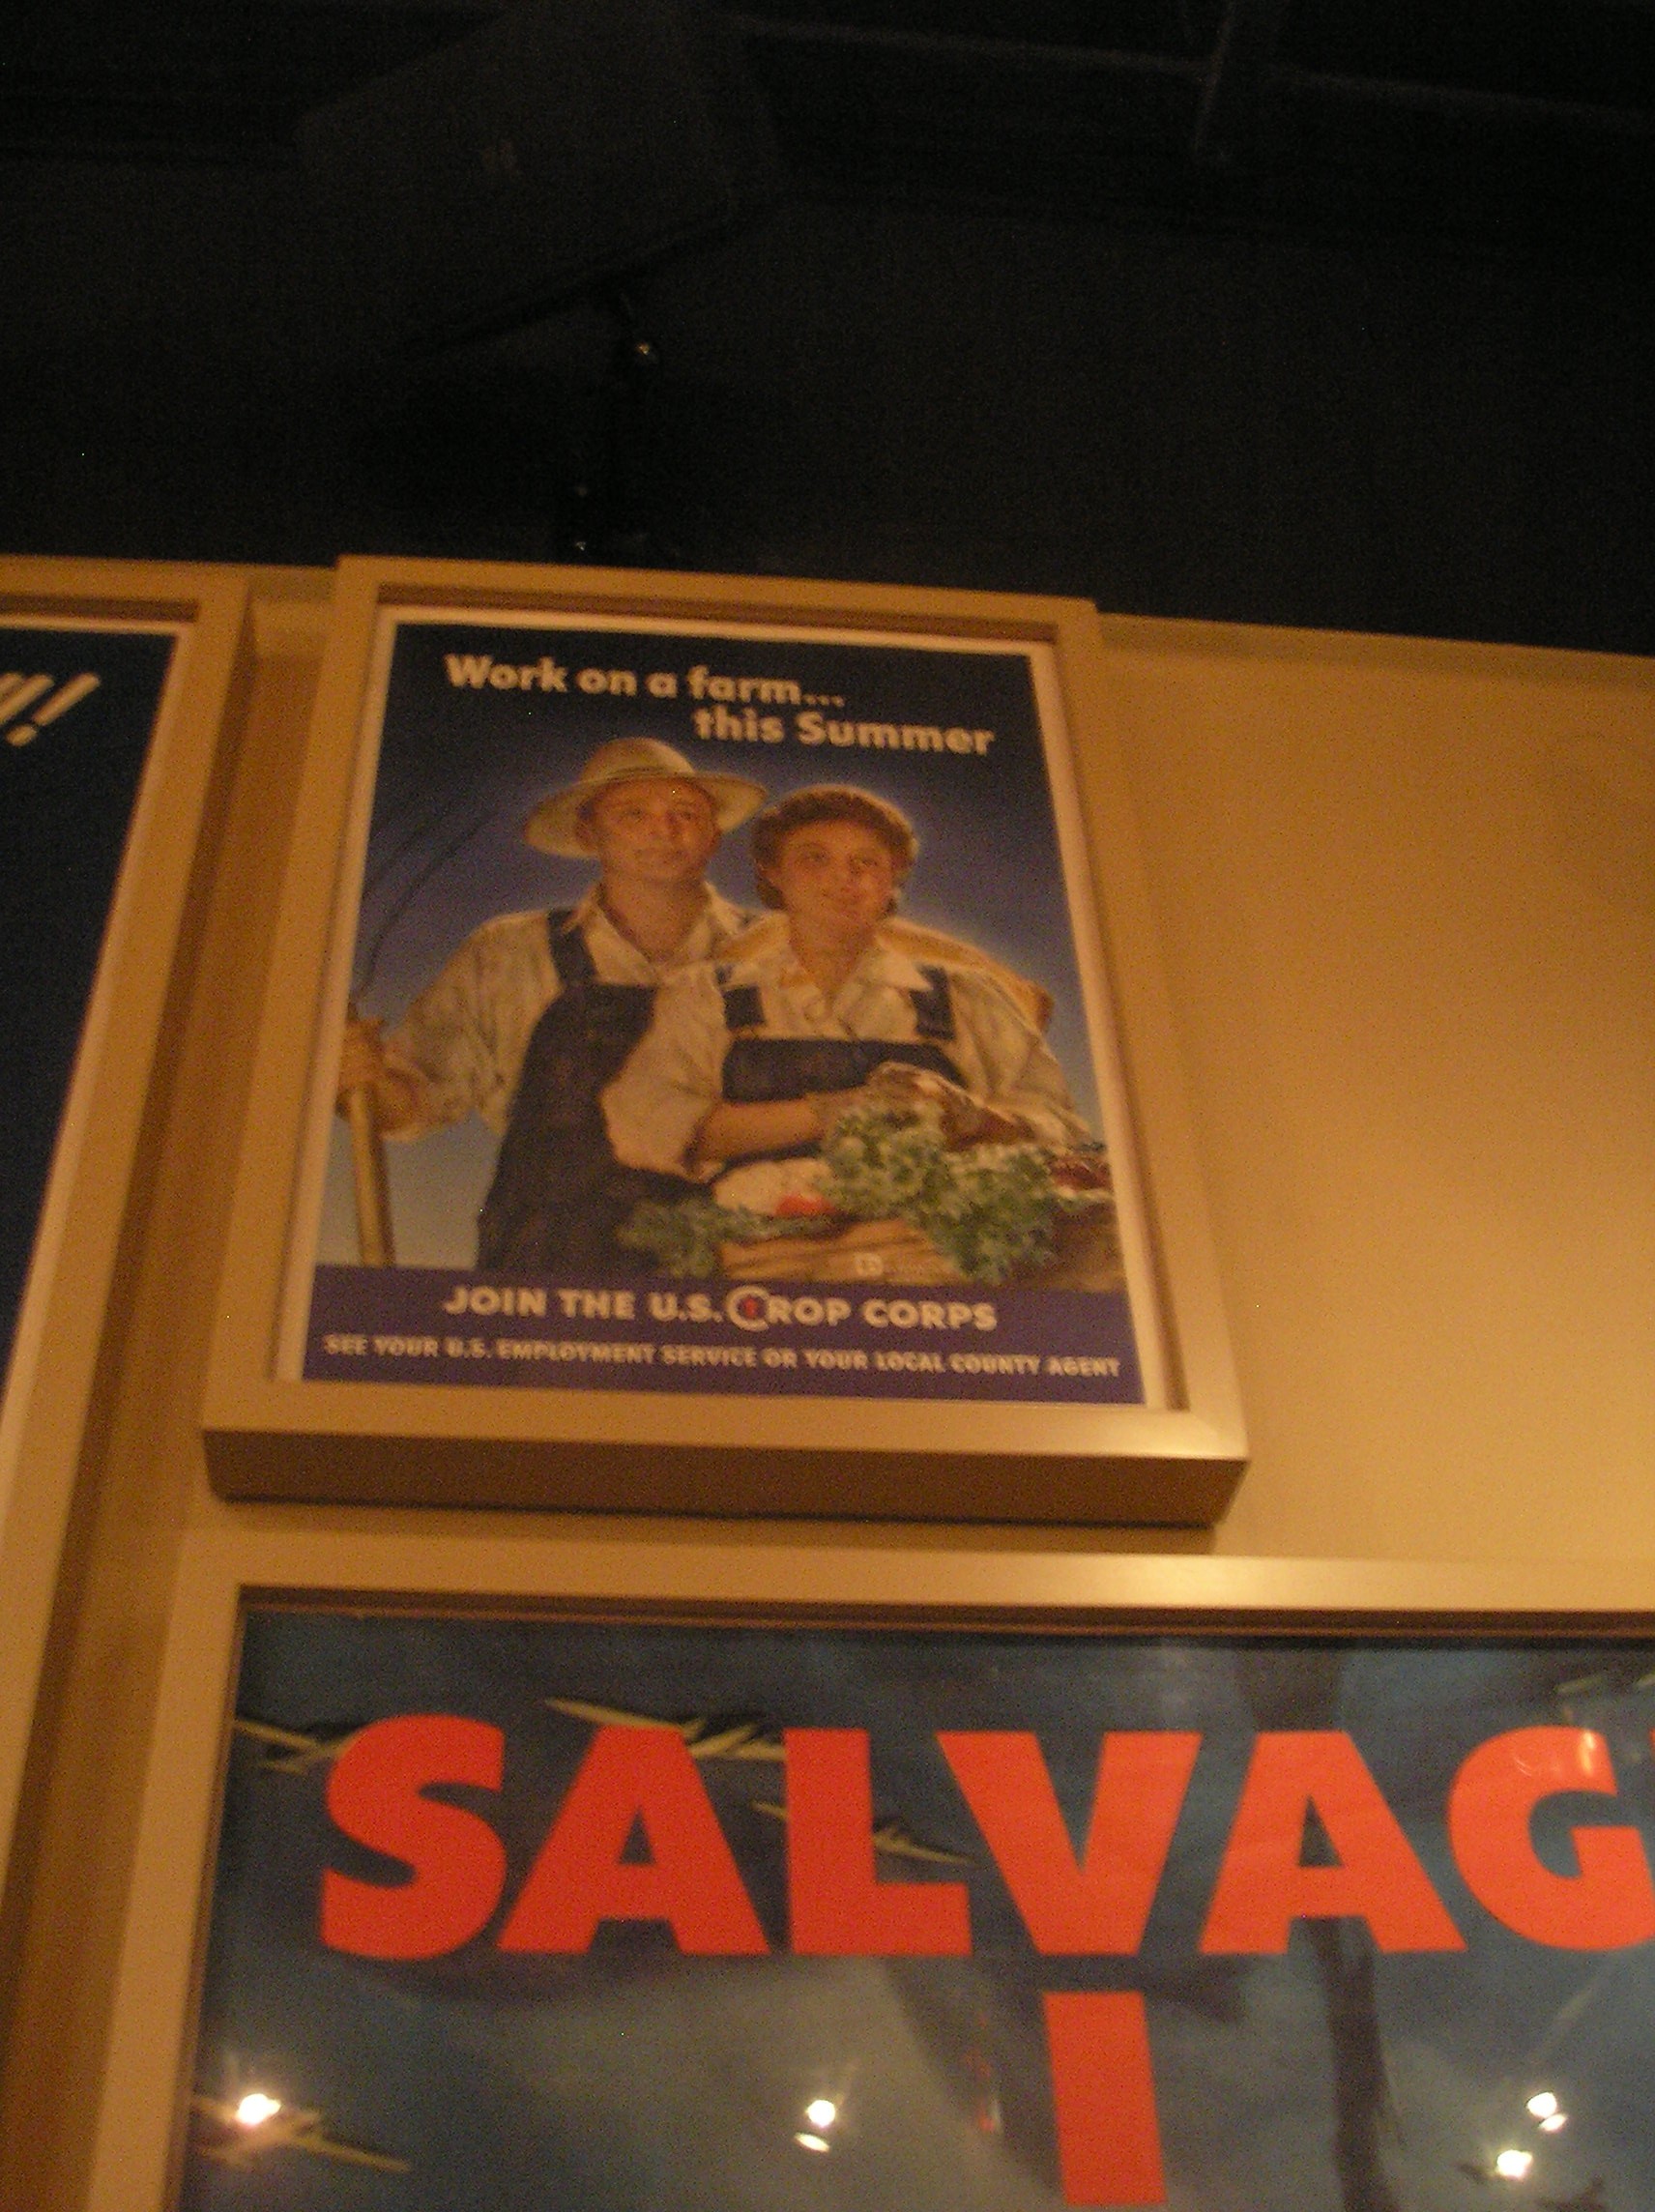 Work on a farm...
this Summer
JOIN THE U.S. CROP CORPS
SEE YOUR U.S. EMPLOYMENT SERVICE OR YOUR LOCAL COUNTY AGENT
SALVAG